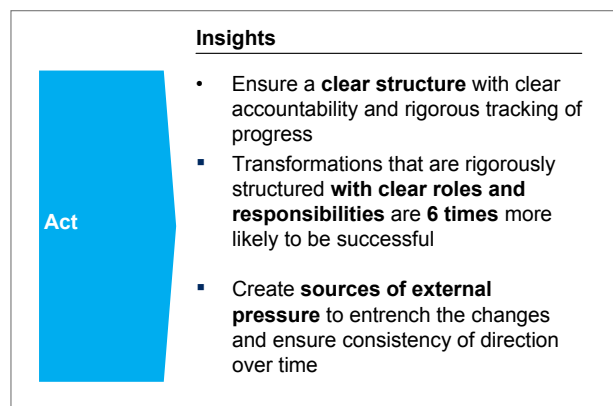 Insights
• Ensure a clear structure with clear
accountability and rigorous tracking of
progress
▪ Transformations that are rigorously
structured with clear roles and
responsibilities are 6 times more
likely to be successful
Act
▪ Create sources of external
pressure to entrench the changes
and ensure consistency of direction
over time